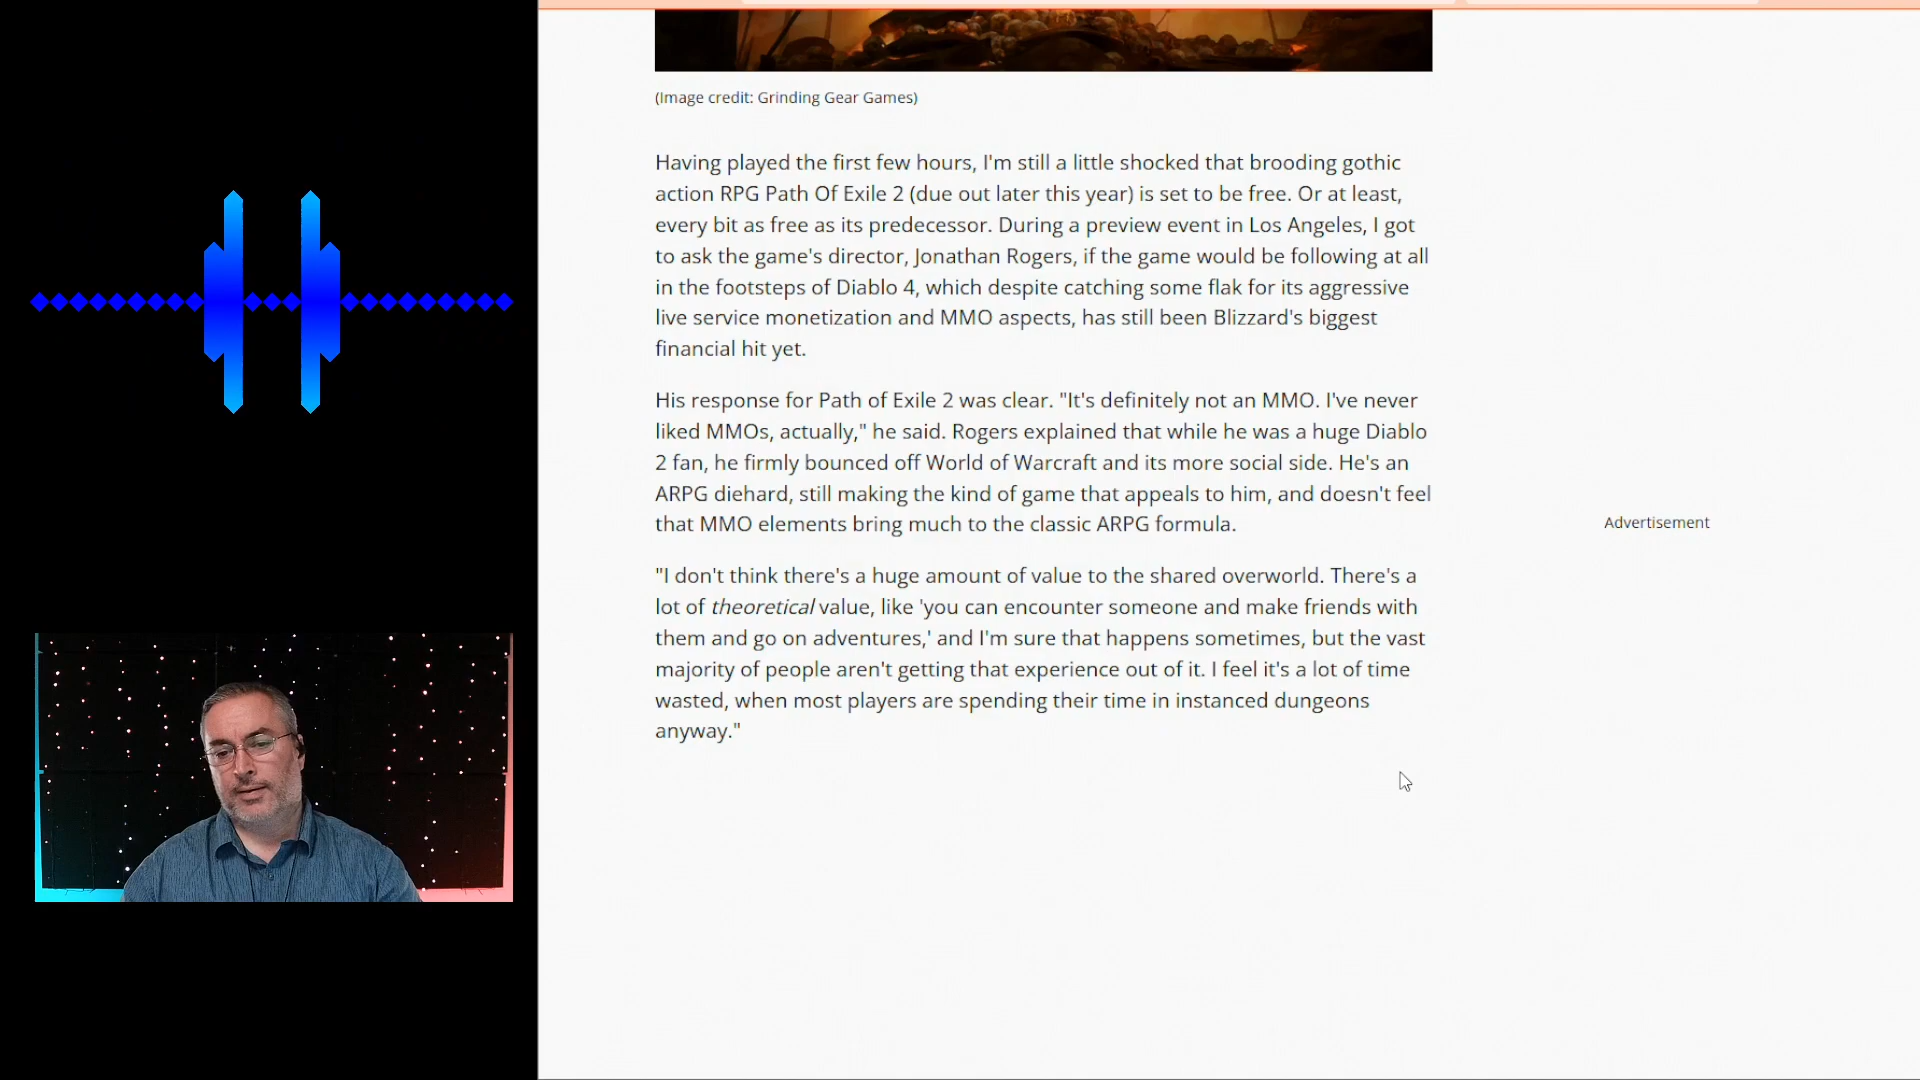 (Image credit: Grinding Gear Games)
Having played the first few hours, I'm still a little shocked that brooding gothic
action RPG Path Of Exile 2 (due out later this year) is set to be free. Or at least,
every bit as free as its predecessor. During a preview event in Los Angeles, I got
to ask the game's director, Jonathan Rogers, if the game would be following at all
in the footsteps of Diablo 4, which despite catching some flak for its aggressive
live service monetization and MMO aspects, has still been Blizzard's biggest
financial hit yet.
His response for Path of Exile 2 was clear. "It's definitely not an MMO. I've never
liked MMOs, actually," he said. Rogers explained that while he was a huge Diablo
2 fan, he firmly bounced off World of Warcraft and its more social side. He's an
ARPG diehard, still making the kind of game that appeals to him, and doesn't feel
that MMO elements bring much to the classic ARPG formula.
"I don't think there's a huge amount of value to the shared overworld. There's a
lot of theoretical value, like 'you can encounter someone and make friends with
them and go on adventures,' and I'm sure that happens sometimes, but the vast
majority of people aren't getting that experience out of it. I feel it's a lot of time
wasted, when most players are spending their time in instanced dungeons
anyway."
Advertisement